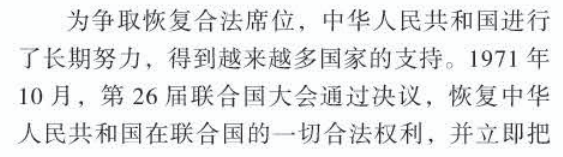 为争取恢复合法席位，中华人民共和国进行
了长期努力，得到越来越多国家的支持。1971 年
10 月，第 26 届联合国大会通过决议，恢复中华
人民共和国在联合国的一切合法权利，并立即把